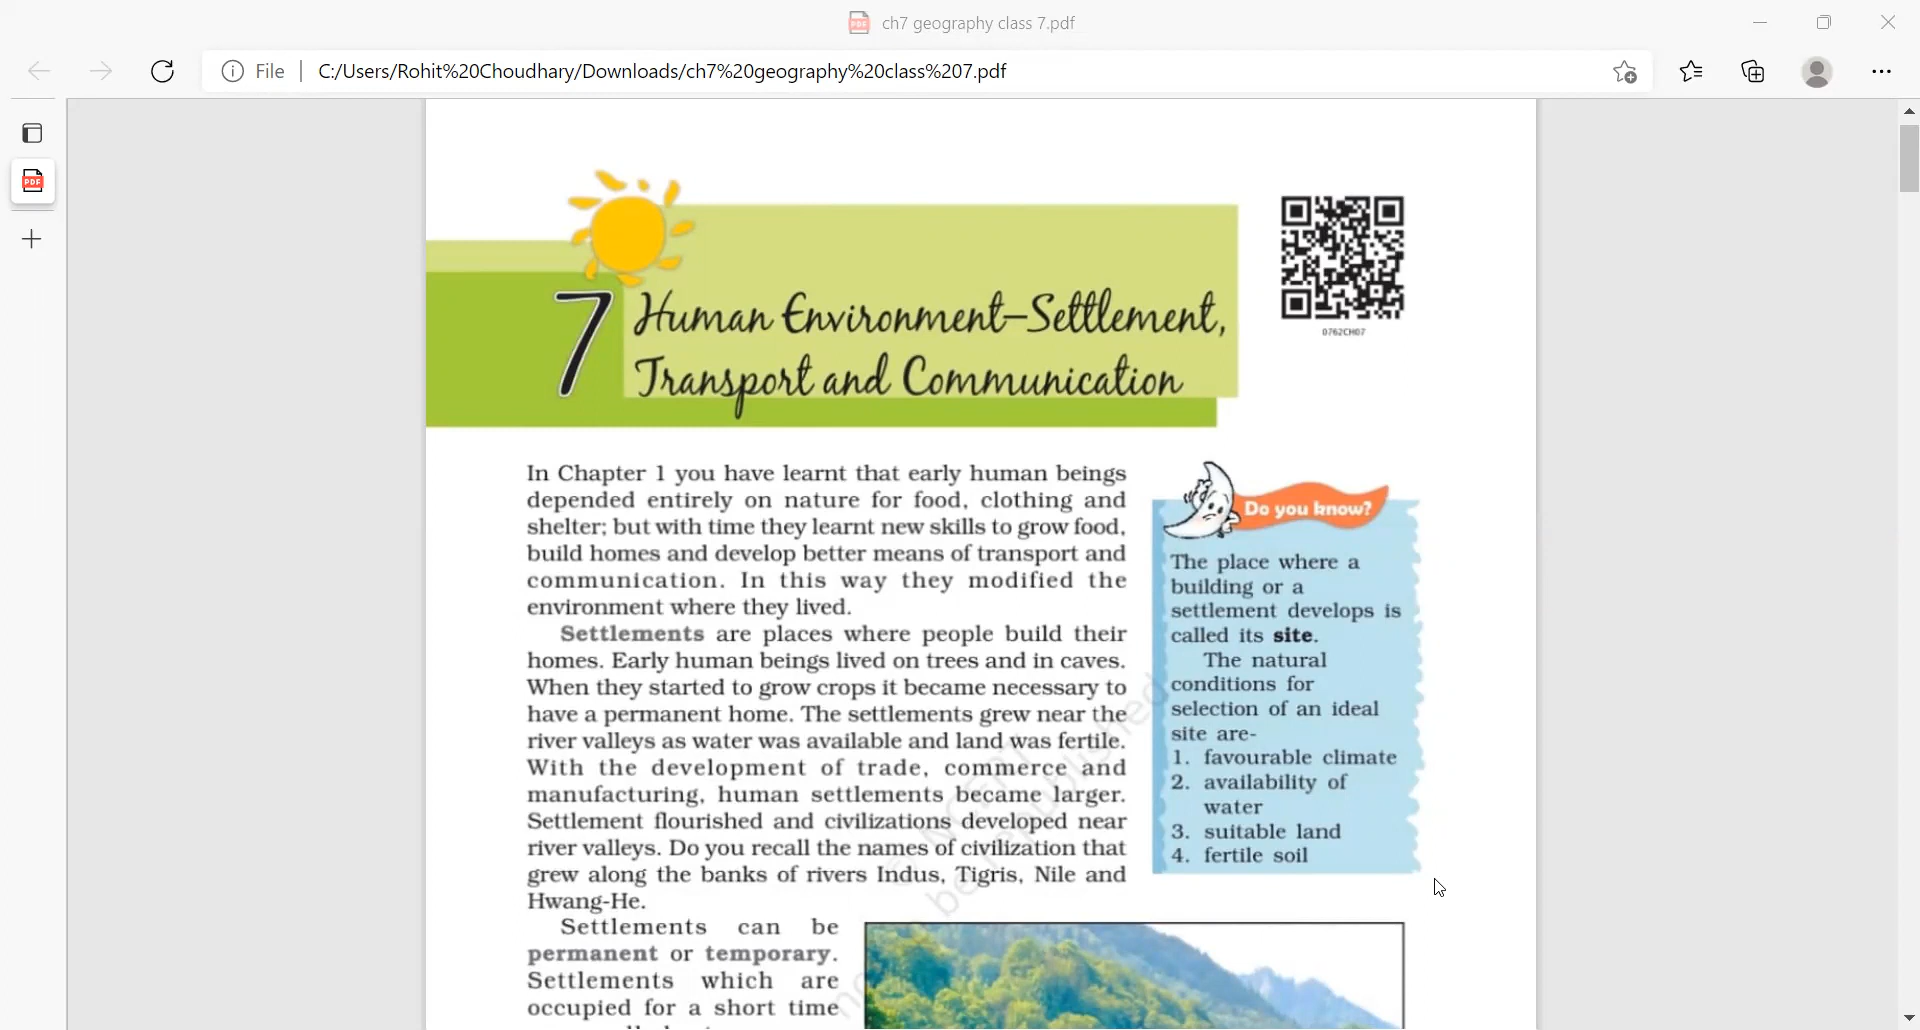 ch7 geography class 7.pdf
File
C:/Users/Rohit%20Choudhary/Downloads/ch7%20geography%20class%207.pdf
PDF
7
Human Environment–Settlement,
Transport and Communication
0762CH07
In Chapter 1 you have learnt that early human beings
depended entirely on nature for food, clothing and
shelter; but with time they learnt new skills to grow food,
build homes and develop better means of transport and
communication. In this way they modified the
environment where they lived.
Settlements are places where people build their
homes. Early human beings lived on trees and in caves.
When they started to grow crops it became necessary to
have a permanent home. The settlements grew near the
river valleys as water was available and land was fertile.
With the development of trade, commerce and
manufacturing, human settlements became larger.
Settlement flourished and civilizations developed near
river valleys. Do you recall the names of civilization that
grew along the banks of rivers Indus, Tigris, Nile and
Hwang-He.
Settlements can be
permanent or temporary.
Settlements which are
occupied for a short time
Do you know?
The place where a
building or a
settlement develops is
called its site.
The natural
conditions for
selection of an ideal
site are-
1. favourable climate
2. availability of
water
3. suitable land
4. fertile soil